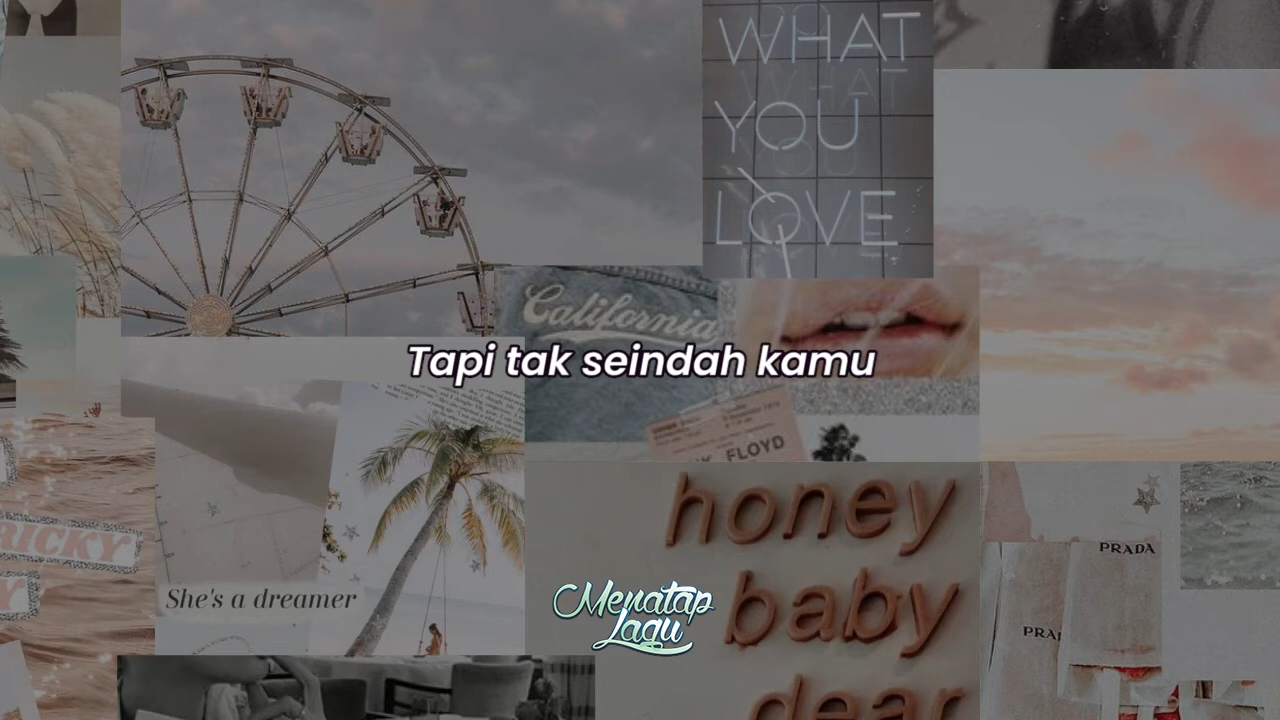 WHAT
YOU
LOVE
California
Tapi tak seindah kamu
FLOYD
honey
baby
dear
PRADA
She's a dreamer
Menatap
Lagu